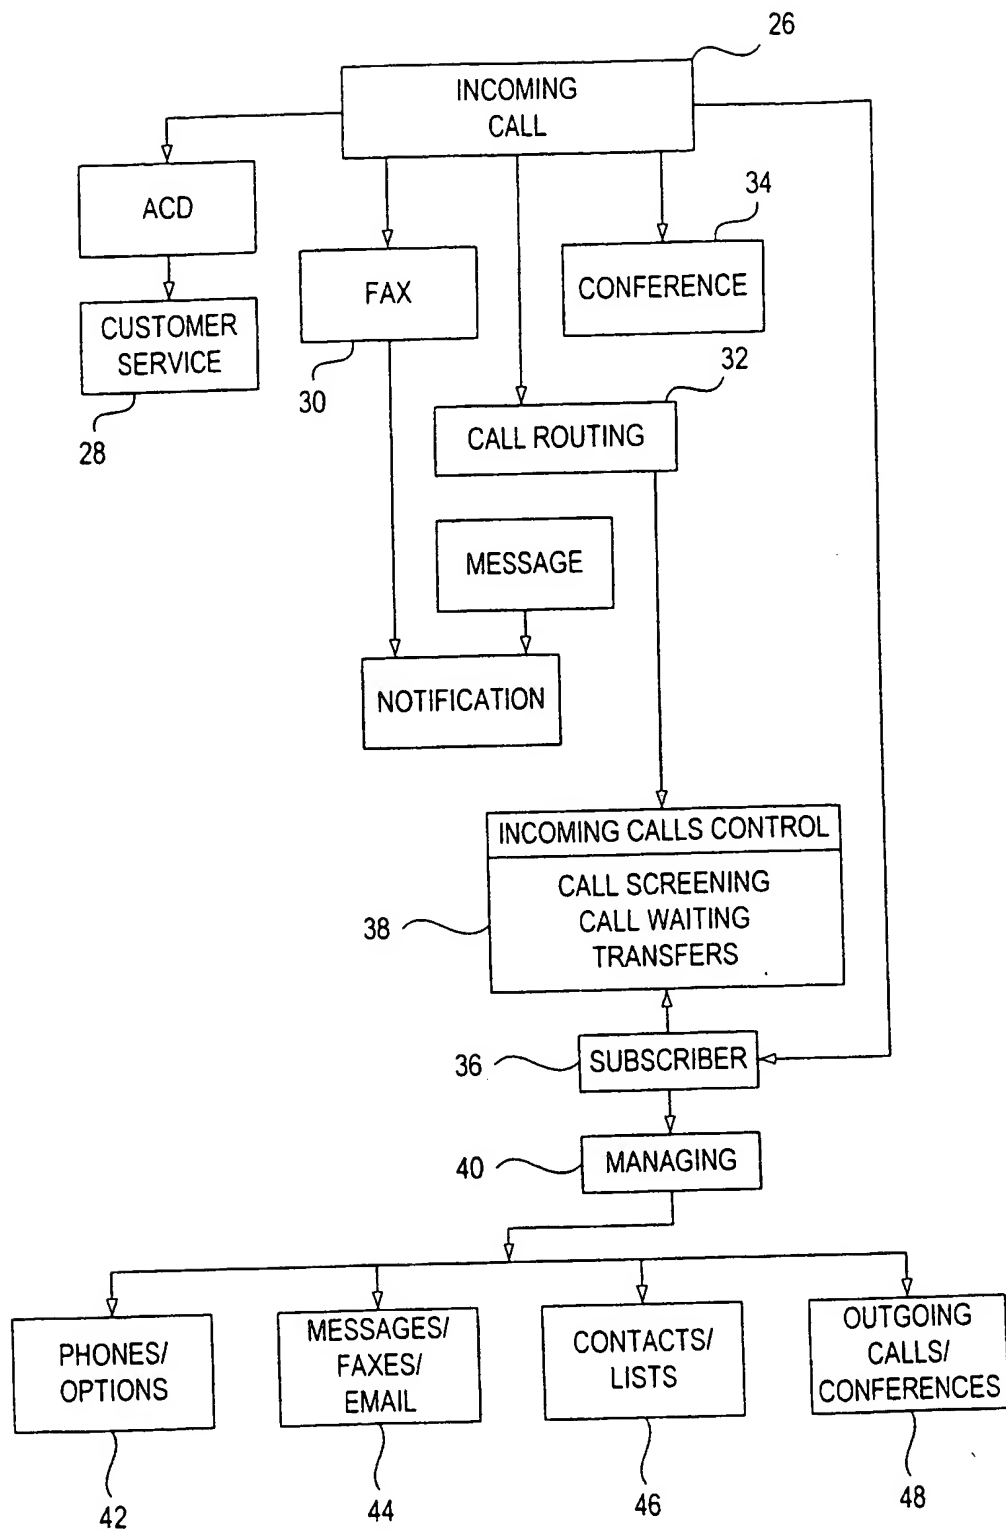 26
INCOMING
CALL
ACD
34
FAX
CONFERENCE
CUSTOMER
SERVICE
30
32
28
CALL ROUTING
MESSAGE
NOTIFICATION
INCOMING CALLS CONTROL
38
CALL SCREENING
CALL WAITING
TRANSFERS
36
SUBSCRIBER
40
MANAGING
PHONES/
OPTIONS
MESSAGES/
FAXES/
EMAIL
CONTACTS/
LISTS
OUTGOING
CALLS/
CONFERENCES
42
44
46
48